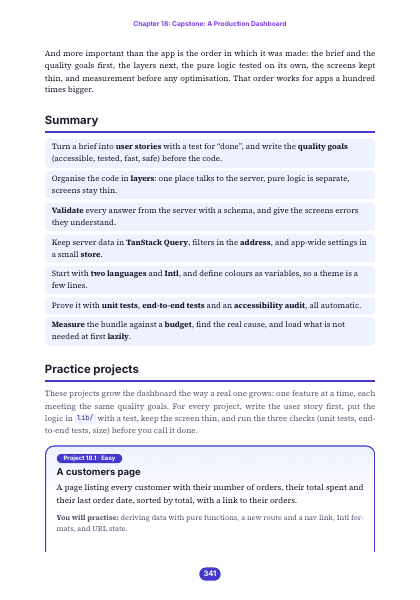 Chapter 18: Capstone: A Production Dashboard
And more important than the app is the order in which it was made: the brief and the
quality goals first, the layers next, the pure logic tested on its own, the screens kept
thin, and measurement before any optimisation. That order works for apps a hundred
times bigger.
Summary
Turn a brief into user stories with a test for “done”, and write the quality goals
(accessible, tested, fast, safe) before the code.
Organise the code in layers: one place talks to the server, pure logic is separate,
screens stay thin.
Validate every answer from the server with a schema, and give the screens errors
they understand.
Keep server data in TanStack Query, filters in the address, and app-wide settings in
a small store.
Start with two languages and Intl, and define colours as variables, so a theme is a
few lines.
Prove it with unit tests, end-to-end tests and an accessibility audit, all automatic.
Measure the bundle against a budget, find the real cause, and load what is not
needed at first lazily.
Practice projects
These projects grow the dashboard the way a real one grows: one feature at a time, each
meeting the same quality goals. For every project, write the user story first, put the
logic in lib/ with a test, keep the screen thin, and run the three checks (unit tests, end-
to-end tests, size) before you call it done.
Project 18.1 · Easy
A customers page
A page listing every customer with their number of orders, their total spent and
their last order date, sorted by total, with a link to their orders.
You will practise: deriving data with pure functions, a new route and a nav link, Intl for-
mats, and URL state.
341